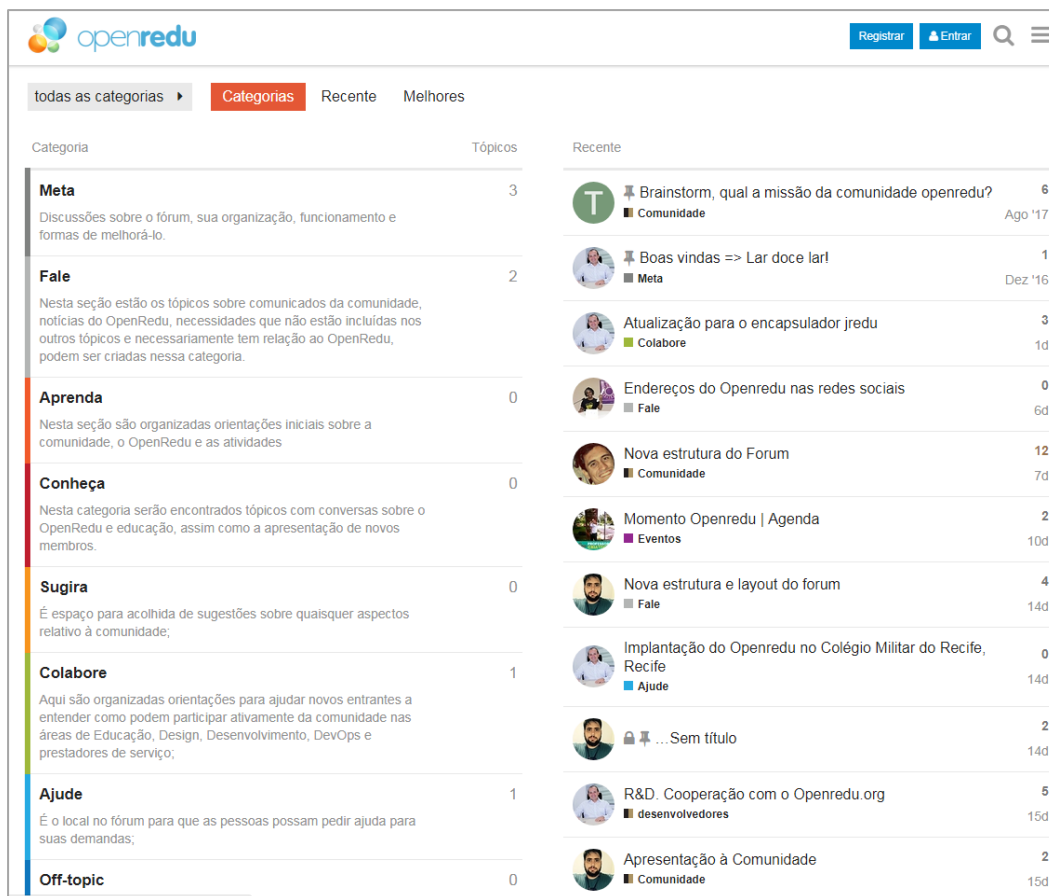 openredu
Registrar
Entrar
todas as categorias
Categorias
Recente
Melhores
Categoria
Tópicos
Meta
3
Discussões sobre o fórum, sua organização, funcionamento e
formas de melhorá-lo.
Fale
2
Nesta seção estão os tópicos sobre comunicados da comunidade,
notícias do OpenRedu, necessidades que não estão incluídas nos
outros tópicos e necessariamente tem relação ao OpenRedu,
podem ser criadas nessa categoria.
Aprenda
0
Nesta seção são organizadas orientações iniciais sobre a
comunidade, o OpenRedu e as atividades
Conheça
0
Nesta categoria serão encontrados tópicos com conversas sobre o
OpenRedu e educação, assim como a apresentação de novos
membros.
Sugira
0
É espaço para acolhida de sugestões sobre quaisquer aspectos
relativo à comunidade;
Colabore
1
Aqui são organizadas orientações para ajudar novos entrantes a
entender como podem participar ativamente da comunidade nas
áreas de Educação, Design, Desenvolvimento, DevOps e
prestadores de serviço;
Ajude
1
É o local no fórum para que as pessoas possam pedir ajuda para
suas demandas;
Off-topic
0
Recente
T
Brainstorm, qual a missão da comunidade openredu?
6
Comunidade
Ago '17
Boas vindas => Lar doce lar!
1
Meta
Dez '16
Atualização para o encapsulador jredu
3
Colabore
1d
Endereços do Openredu nas redes sociais
0
Fale
6d
Nova estrutura do Forum
12
Comunidade
7d
Momento Openredu | Agenda
2
Eventos
10d
Nova estrutura e layout do forum
4
Fale
14d
Implantação do Openredu no Colégio Militar do Recife,
Recife
0
Ajude
14d
...Sem título
2
14d
R&D. Cooperação com o Openredu.org
5
desenvolvedores
15d
Apresentação à Comunidade
2
Comunidade
15d